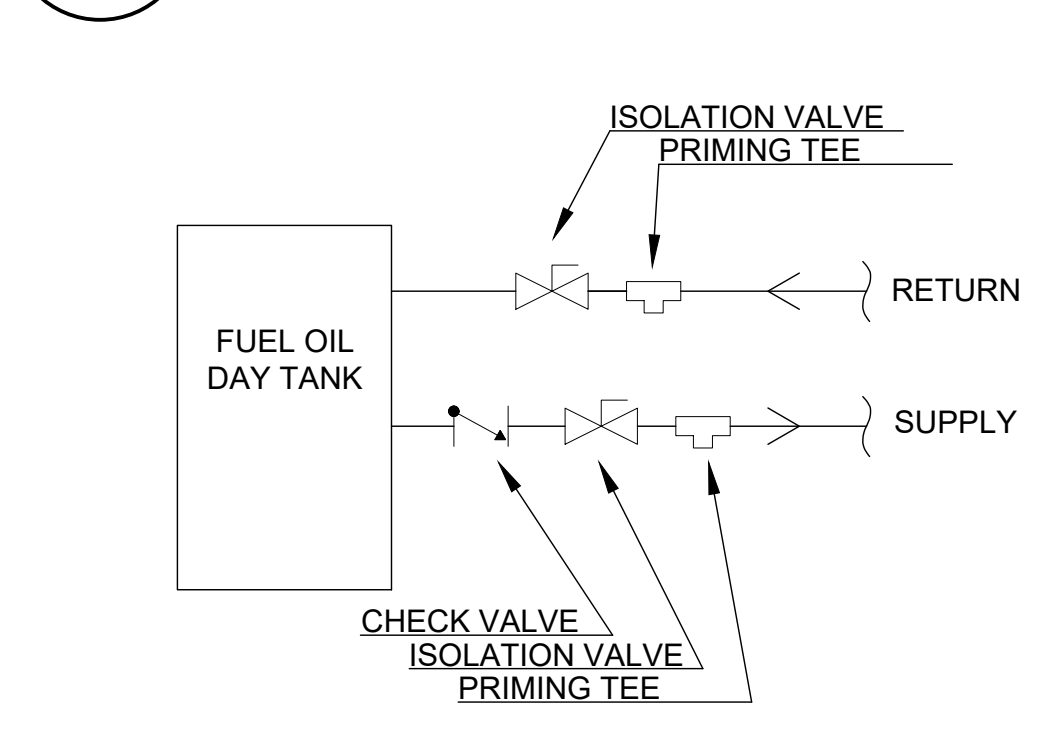 ISOLATION VALVE
PRIMING TEE
RETURN
FUEL OIL
DAY TANK
SUPPLY
CHECK VALVE
ISOLATION VALVE
PRIMING TEE